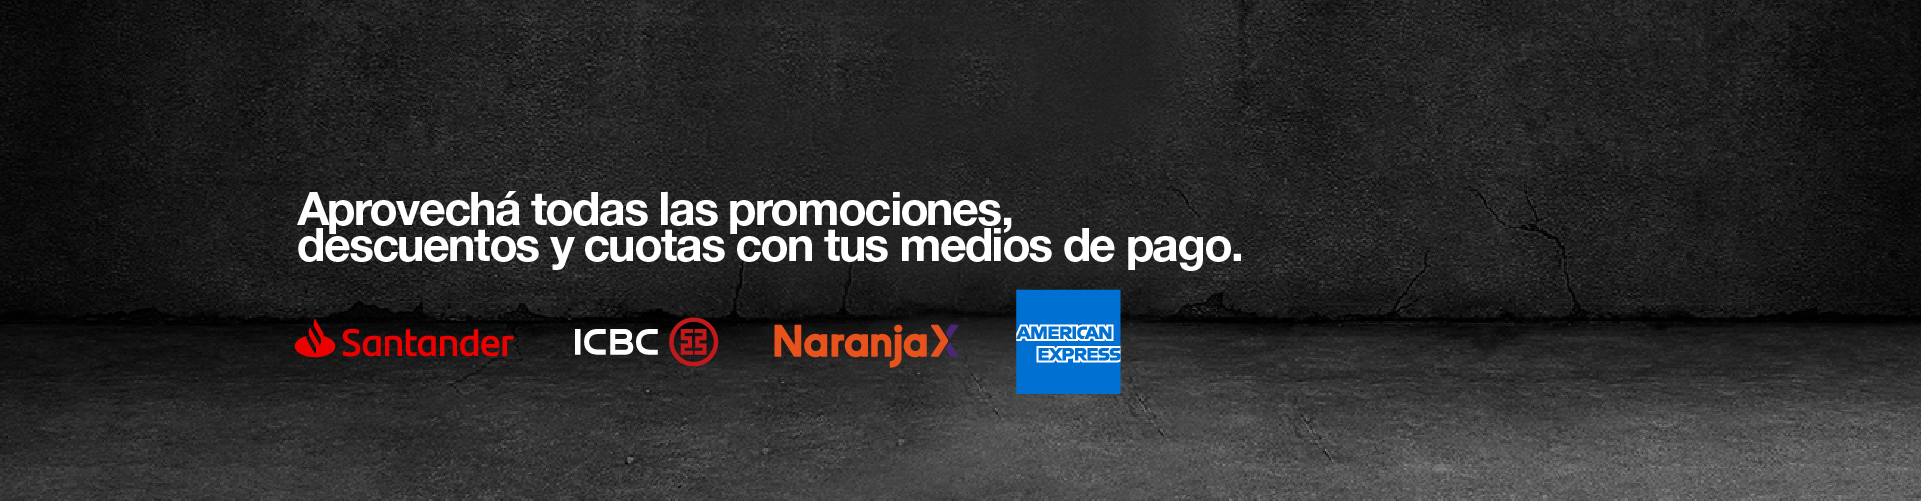 Aprovechá todas las promociones,
descuentos y cuotas con tus medios de pago.
Santander ICBC NaranjaX AMERICAN
EXPRESS